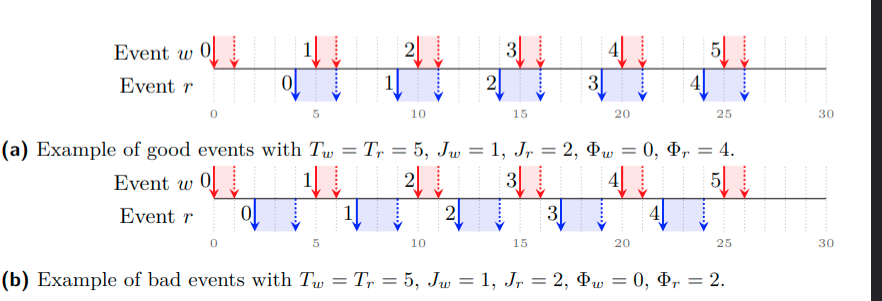 Event w 0 1 2 3 4 5
Event r 0 1 2 3 4
0 5 10 15 20 25 30
(a) Example of good events with T_w = T_r = 5, J_w = 1, J_r = 2, Φ_w = 0, Φ_r = 4.
Event w 0 1 2 3 4 5
Event r 0 1 2 3 4
0 5 10 15 20 25 30
(b) Example of bad events with T_w = T_r = 5, J_w = 1, J_r = 2, Φ_w = 0, Φ_r = 2.